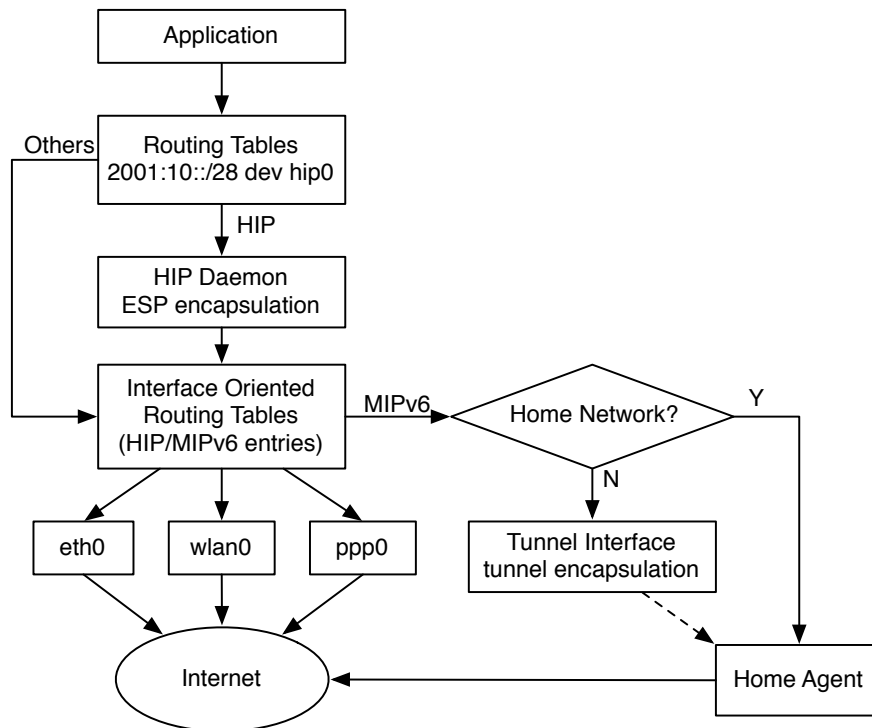 Application
Others
Routing Tables
2001:10::/28 dev hip0
HIP
HIP Daemon
ESP encapsulation
Interface Oriented
Routing Tables
(HIP/MIPv6 entries)
MIPv6
Home Network?
Y
N
eth0
wlan0
ppp0
Tunnel Interface
tunnel encapsulation
Internet
Home Agent